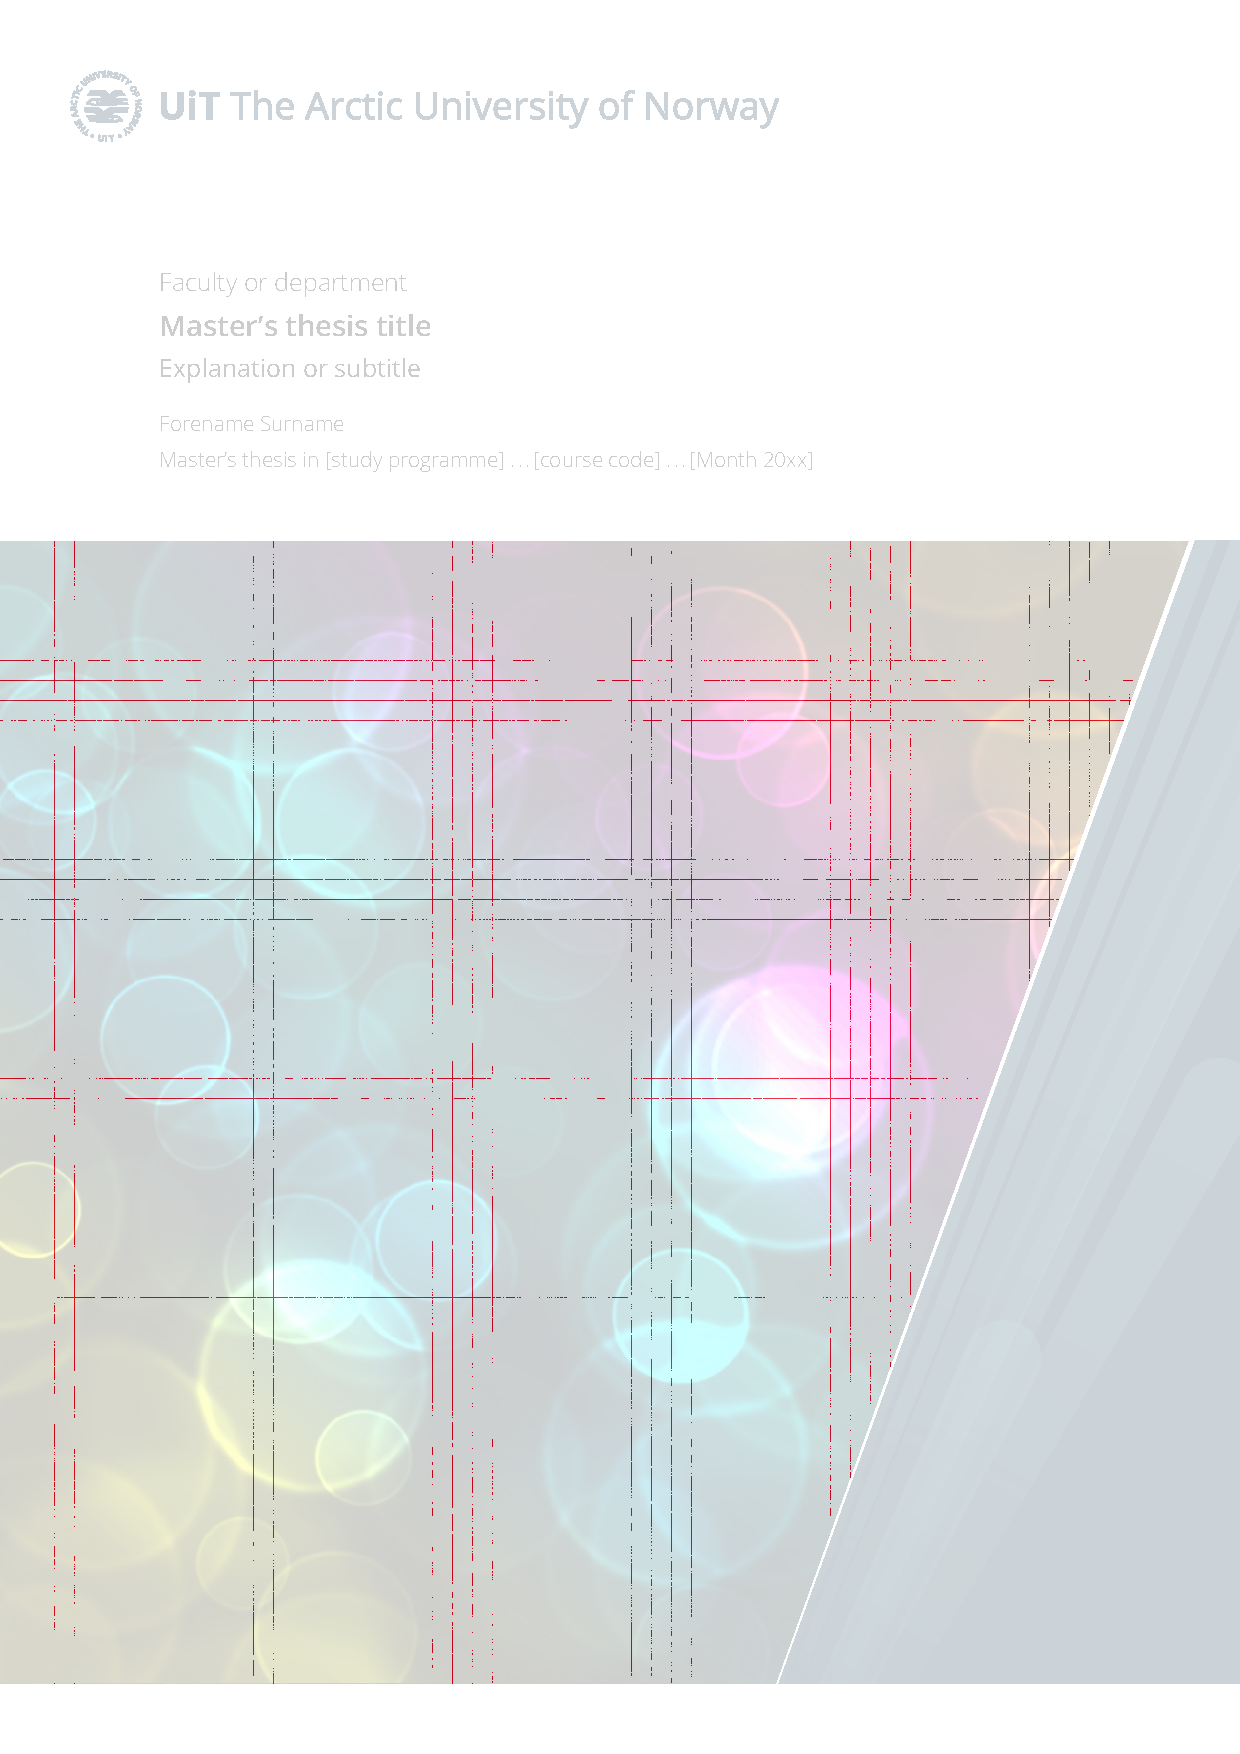 THE ARCTIC UNIVERSITY OF NORWAY • UiT •
UiT The Arctic University of Norway
Faculty or department
Master’s thesis title
Explanation or subtitle
Forename Surname
Master’s thesis in [study programme] … [course code] … [Month 20xx]